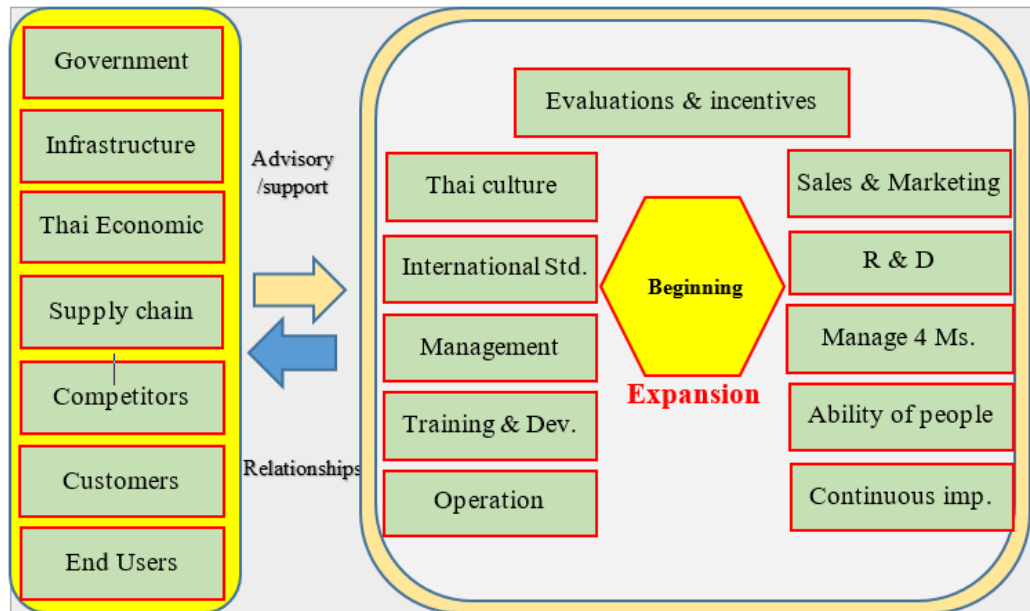 Government
Infrastructure
Thai Economic
Supply chain
Competitors
Customers
End Users
Advisory
/support
Relationships
Evaluations & incentives
Thai culture
International Std.
Management
Training & Dev.
Operation
Beginning
Expansion
Sales & Marketing
R & D
Manage 4 Ms.
Ability of people
Continuous imp.